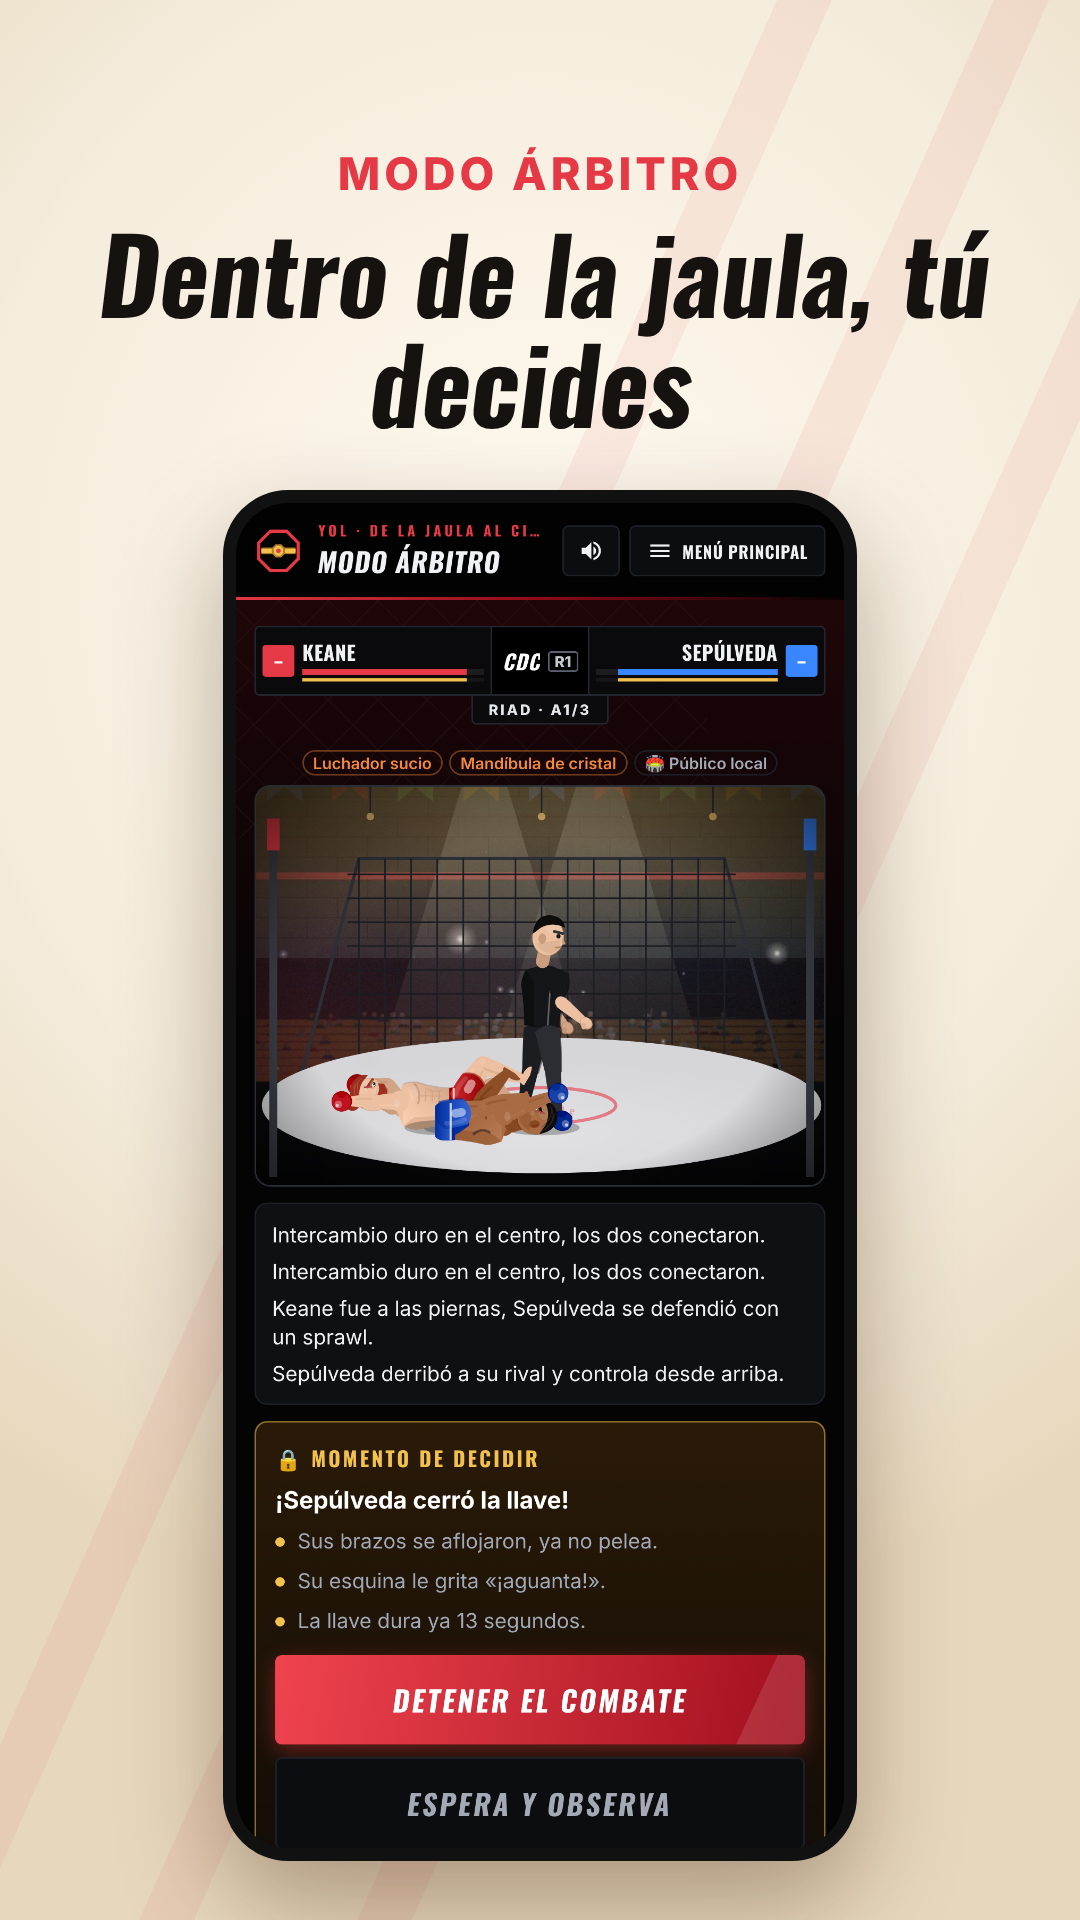 MODO ÁRBITRO
Dentro de la jaula, tú
decides
YOL · DE LA JAULA AL CI...
MODO ÁRBITRO
MENÚ PRINCIPAL
- KEANE
CDC R1
SEPÚLVEDA -
RIAD · A1/3
Luchador sucio
Mandíbula de cristal
Público local
Intercambio duro en el centro, los dos conectaron.
Intercambio duro en el centro, los dos conectaron.
Keane fue a las piernas, Sepúlveda se defendió con
un sprawl.
Sepúlveda derribó a su rival y controla desde arriba.
MOMENTO DE DECIDIR
¡Sepúlveda cerró la llave!
Sus brazos se aflojaron, ya no pelea.
Su esquina le grita «¡aguanta!».
La llave dura ya 13 segundos.
DETENER EL COMBATE
ESPERA Y OBSERVA